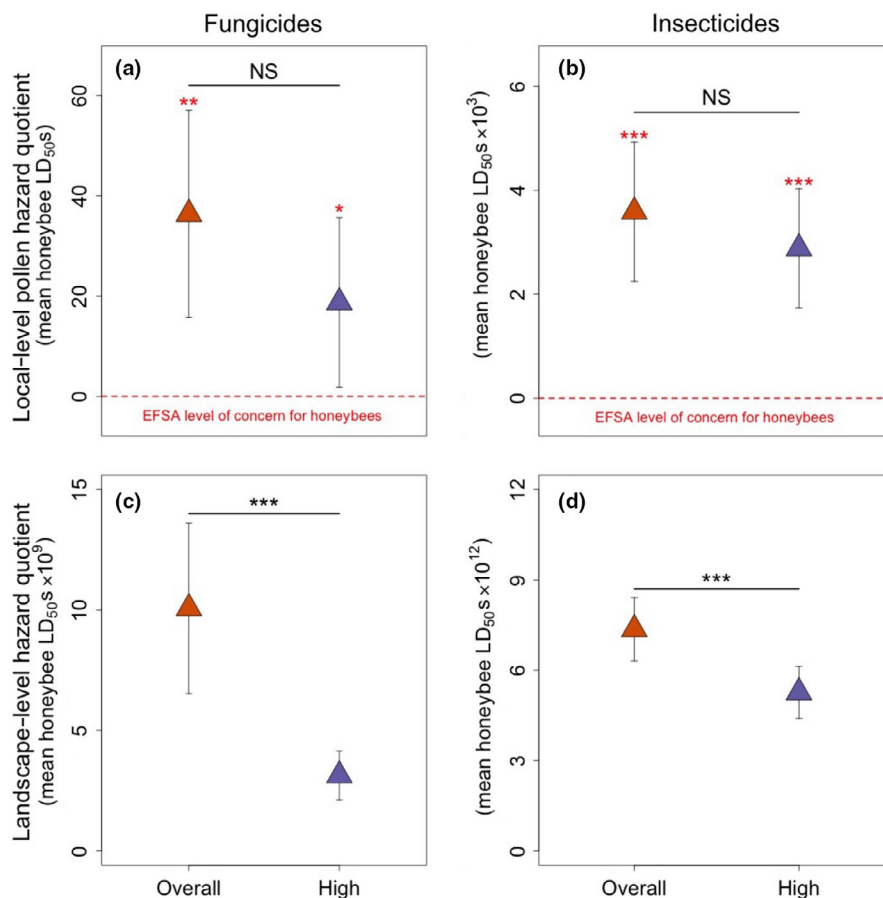 Fungicides
Insecticides
Local-level pollen hazard quotient
(mean honeybee LD₅₀s)
(a)
NS
**
*
60
40
20
0
EFSA level of concern for honeybees
(mean honeybee LD₅₀s ×10³)
(b)
NS
***
***
6
4
2
0
EFSA level of concern for honeybees
Landscape-level hazard quotient
(mean honeybee LD₅₀s ×10⁹)
(c)
***
15
10
5
0
Overall
High
(mean honeybee LD₅₀s ×10¹²)
(d)
***
12
9
6
3
0
Overall
High